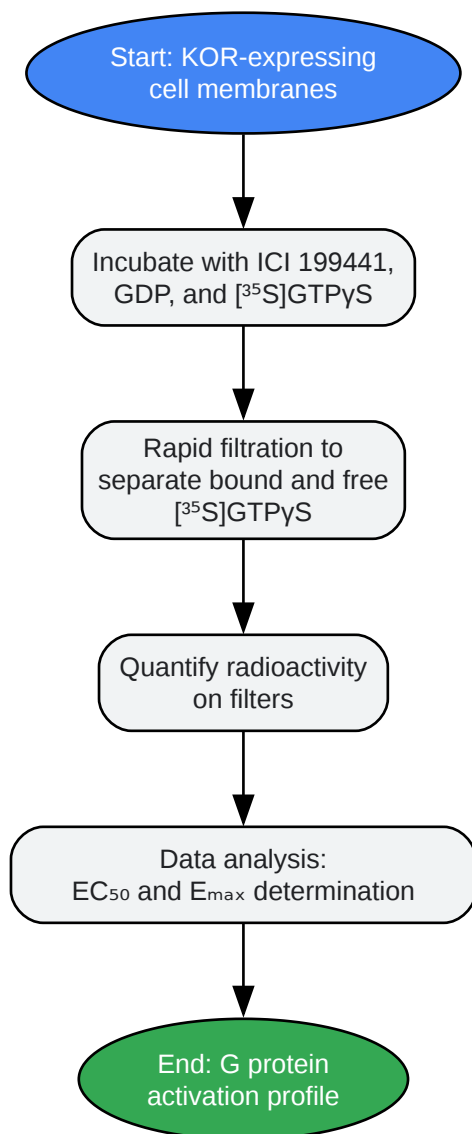 Start: KOR-expressing
cell membranes
Incubate with ICI 199441,
GDP, and [³⁵S]GTPγS
Rapid filtration to
separate bound and free
[³⁵S]GTPγS
Quantify radioactivity
on filters
Data analysis:
EC₅₀ and Eₘₐₓ determination
End: G protein
activation profile